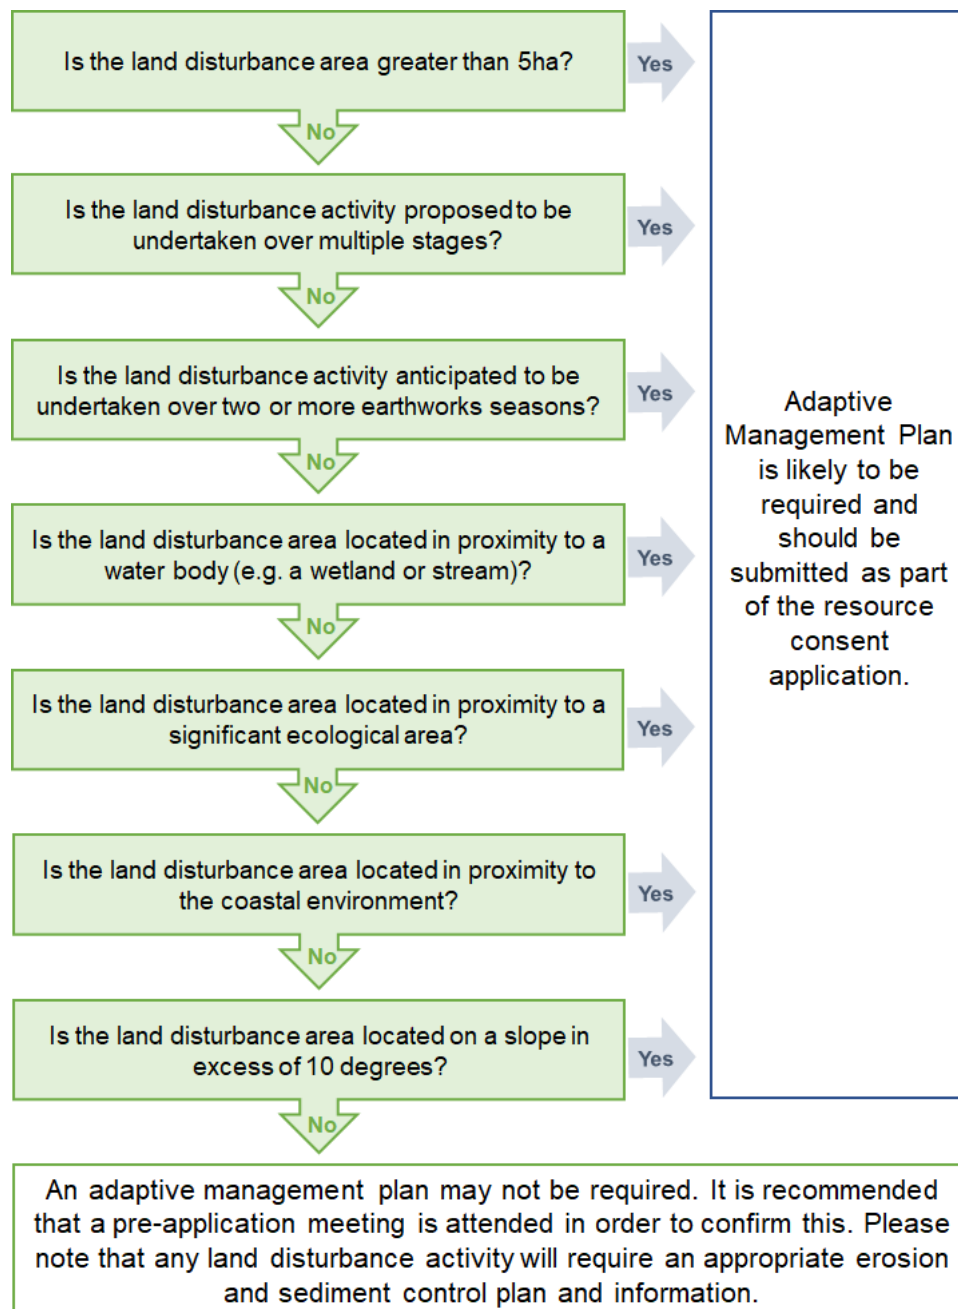 Is the land disturbance area greater than 5ha?
Yes
No
Is the land disturbance activity proposed to be
undertaken over multiple stages?
Yes
No
Is the land disturbance activity anticipated to be
undertaken over two or more earthworks seasons?
Yes
No
Is the land disturbance area located in proximity to a
water body (e.g. a wetland or stream)?
Yes
No
Is the land disturbance area located in proximity to a
significant ecological area?
Yes
No
Is the land disturbance area located in proximity to
the coastal environment?
Yes
No
Is the land disturbance area located on a slope in
excess of 10 degrees?
Yes
No
Adaptive
Management Plan
is likely to be
required and
should be
submitted as part
of the resource
consent
application.
An adaptive management plan may not be required. It is recommended
that a pre-application meeting is attended in order to confirm this. Please
note that any land disturbance activity will require an appropriate erosion
and sediment control plan and information.